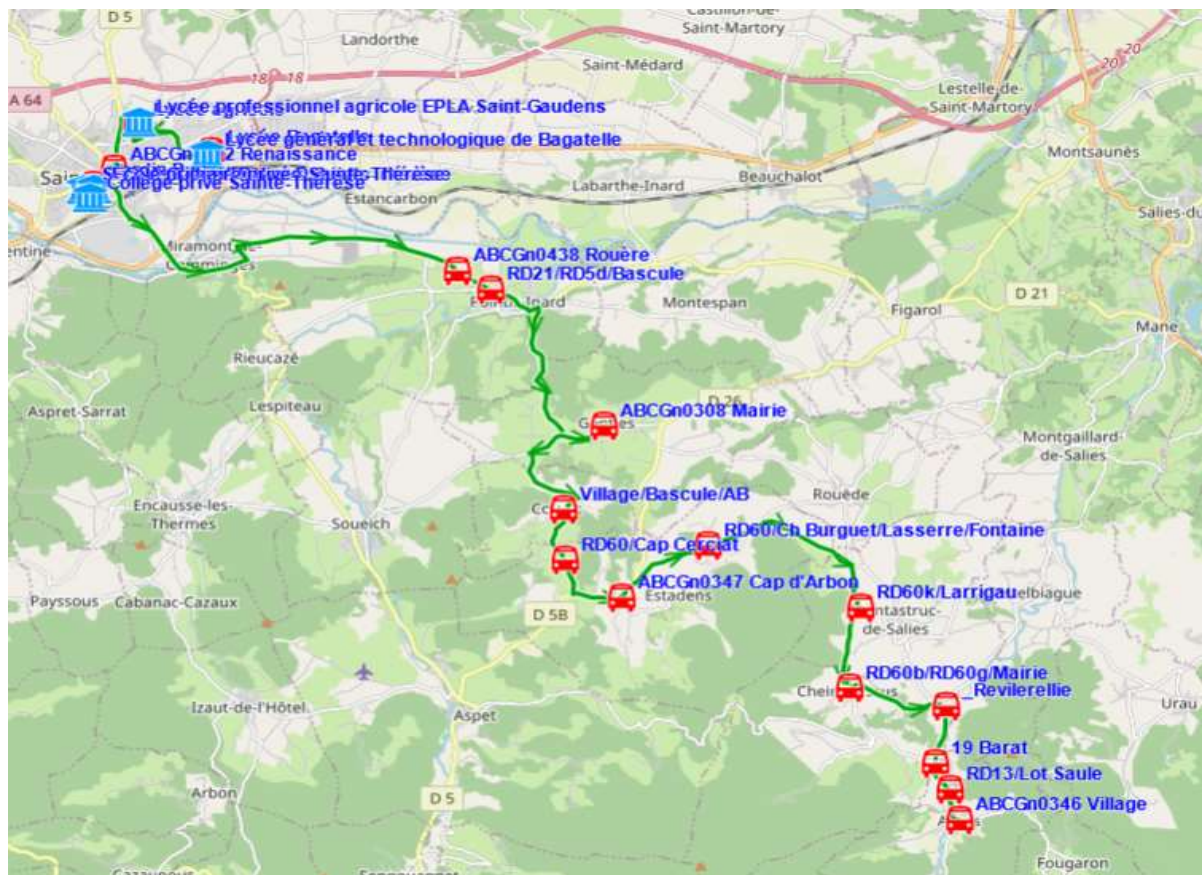 Castillon-de-
Saint-Martory
D 5
Landorthe
Saint-Médard
20
20
18
18
A 64
Lestelle-de-
Saint-Martory
Lycée professionnel agricole EPLA Saint-Gaudens
Lycée général et technologique de Bagatelle
2 Renaissance
Collège privé Sainte-Thérèse
Montsaunès
Beauchalot
Labarthe-Inard
Estancarbon
Salies-du-
ABCGn0438 Rouère
RD21/RD5d/Bascule
Montespan
D 21
Figarol
Mane
Rieucazé
D 26
Aspret-Sarrat
Lespiteau
ABCGn0308 Mairie
Montgaillard-
de-Salies
Encausse-les-
Thermes
Soueich
Village/Bascule/AB
Rouède
RD60/Ch Burguet/Lasserre/Fontaine
RD60/Cap Cerciat
ABCGn0347 Cap d'Arbon
Estadens
Payssous
Cabanac-Cazaux
D 5B
RD60k/Larrigau
de-Salies
RD60b/RD60g/Mairie
_Revilerellie
Izaut-de-l'Hôtel
Aspet
Urau
19 Barat
RD13/Lot Saule
ABCGn0346 Village
Arbon
D 5
Fougaron